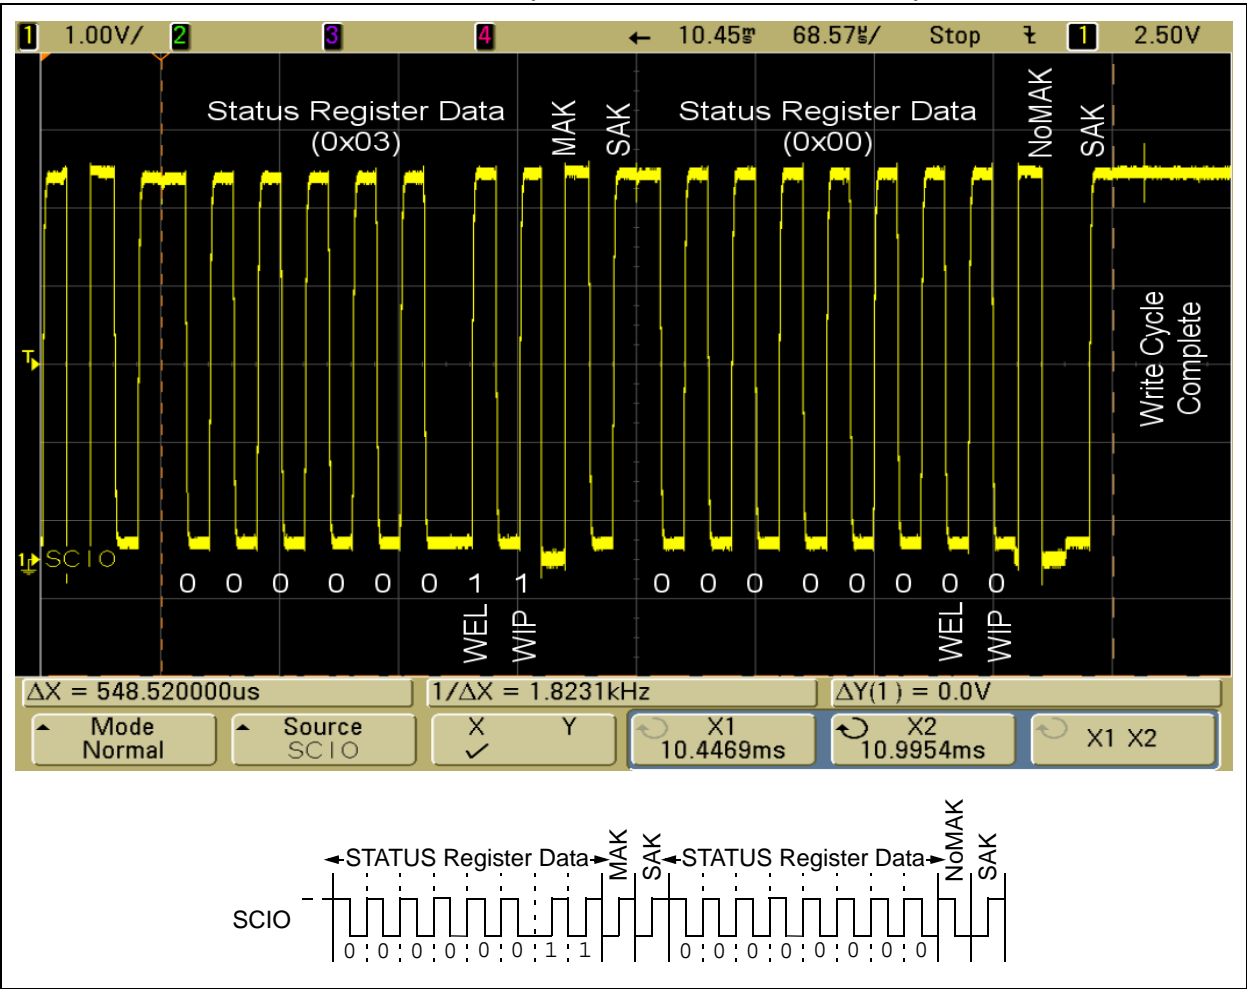 1 1.00V/ 2 3 4 ← 10.45ms 68.57us/ Stop 1 2.50V
Status Register Data
(0x03)
MAK
SAK
Status Register Data
(0x00)
NoMAK
SAK
T
Write Cycle
Complete
1
SCIO
0 0 0 0 0 0 1 1 0 0 0 0 0 0 0 0
WEL
WIP
WEL
WIP
ΔX = 548.520000us
1/ΔX = 1.8231kHz
ΔY(1) = 0.0V
Mode
Normal
Source
SCIO
X Y
✓
X1
10.4469ms
X2
10.9954ms
X1 X2
STATUS Register Data
MAK
SAK
STATUS Register Data
NoMAK
SAK
SCIO
0 0 0 0 0 0 1 1 0 0 0 0 0 0 0 0